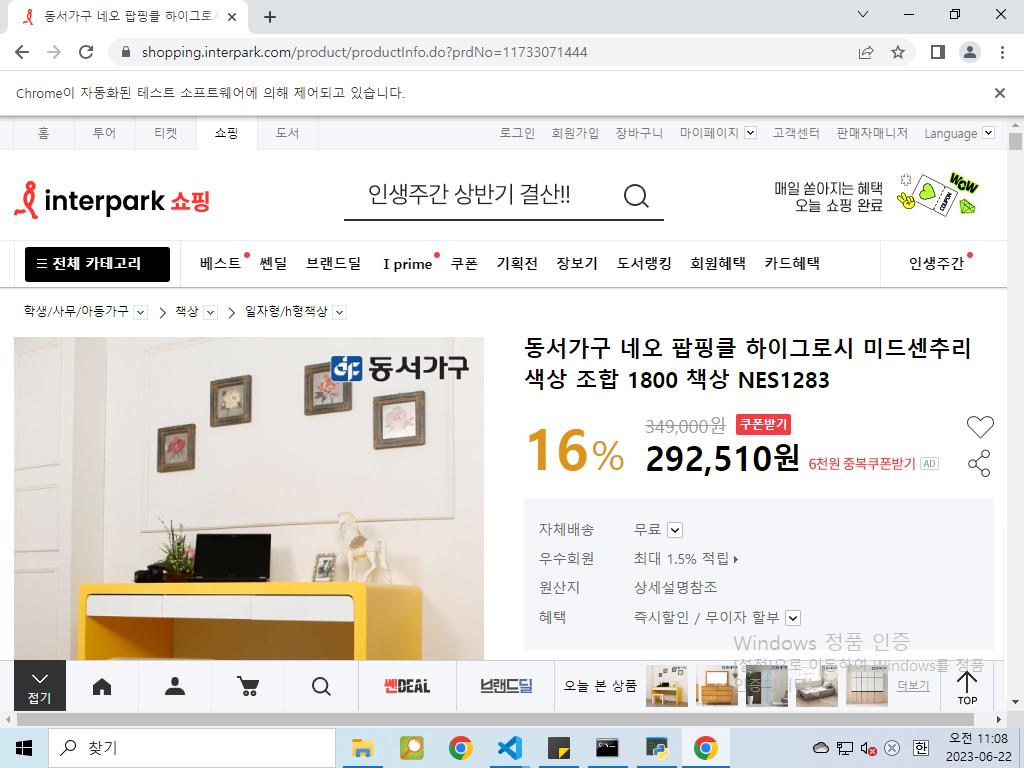 동서가구 네오 팝핑클 하이그로시
shopping.interpark.com/product/productInfo.do?prdNo=11733071444
Chrome이 자동화된 테스트 소프트웨어에 의해 제어되고 있습니다.
홈 투어 티켓 쇼핑 도서 로그인 회원가입 장바구니 마이페이지 고객센터 판매자매니저 Language
interpark 쇼핑
인생주간 상반기 결산!!
매일 쏟아지는 혜택
오늘 쇼핑 완료
WOW
COUPON
전체 카테고리 베스트 쎈딜 브랜드딜 I prime 쿠폰 기획전 장보기 도서랭킹 회원혜택 카드혜택 인생주간
학생/사무/아동가구 책상 일자형/h형책상
동서가구
동서가구 네오 팝핑클 하이그로시 미드센추리
색상 조합 1800 책상 NES1283
16%
349,000원 쿠폰받기
292,510원 6천원 중복쿠폰받기 AD
자체배송 무료
우수회원 최대 1.5% 적립
원산지 상세설명참조
혜택 즉시할인 / 무이자 할부
Windows 정품 인증
[설정]으로 이동하여 Windows를 정품
접기
쎈DEAL
브랜드딜
오늘 본 상품
더보기
TOP
찾기
한
오전 11:08
2023-06-22